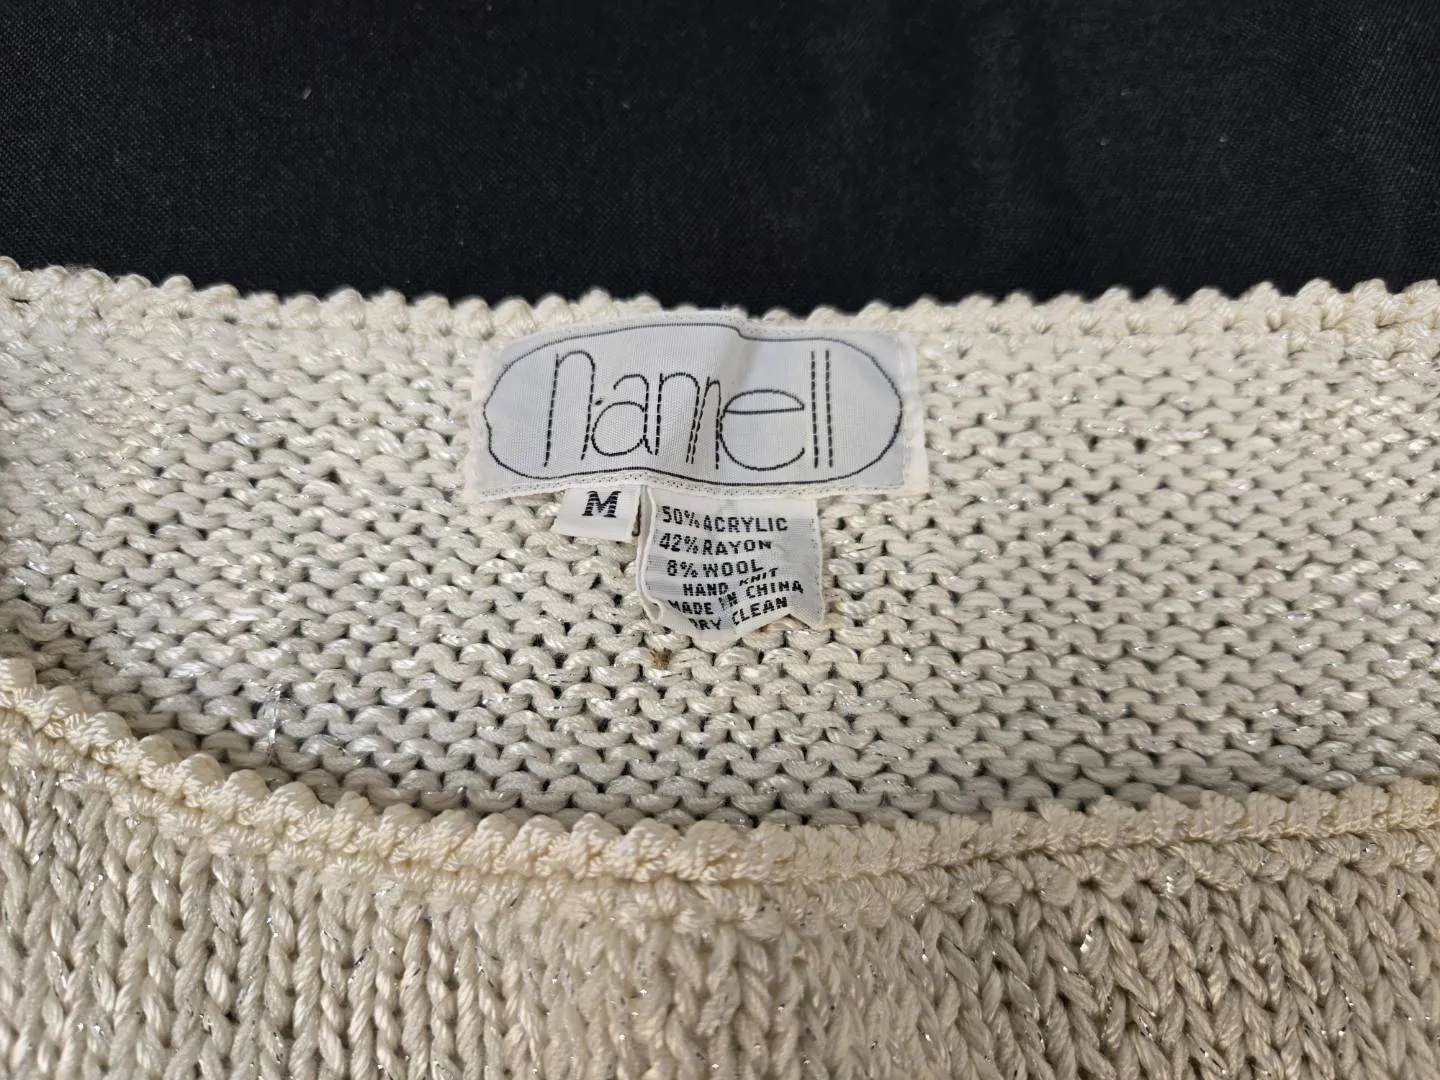 nannell
M
50% ACRYLIC
42% RAYON
8% WOOL
HAND KNIT
MADE IN CHINA
DRY CLEAN